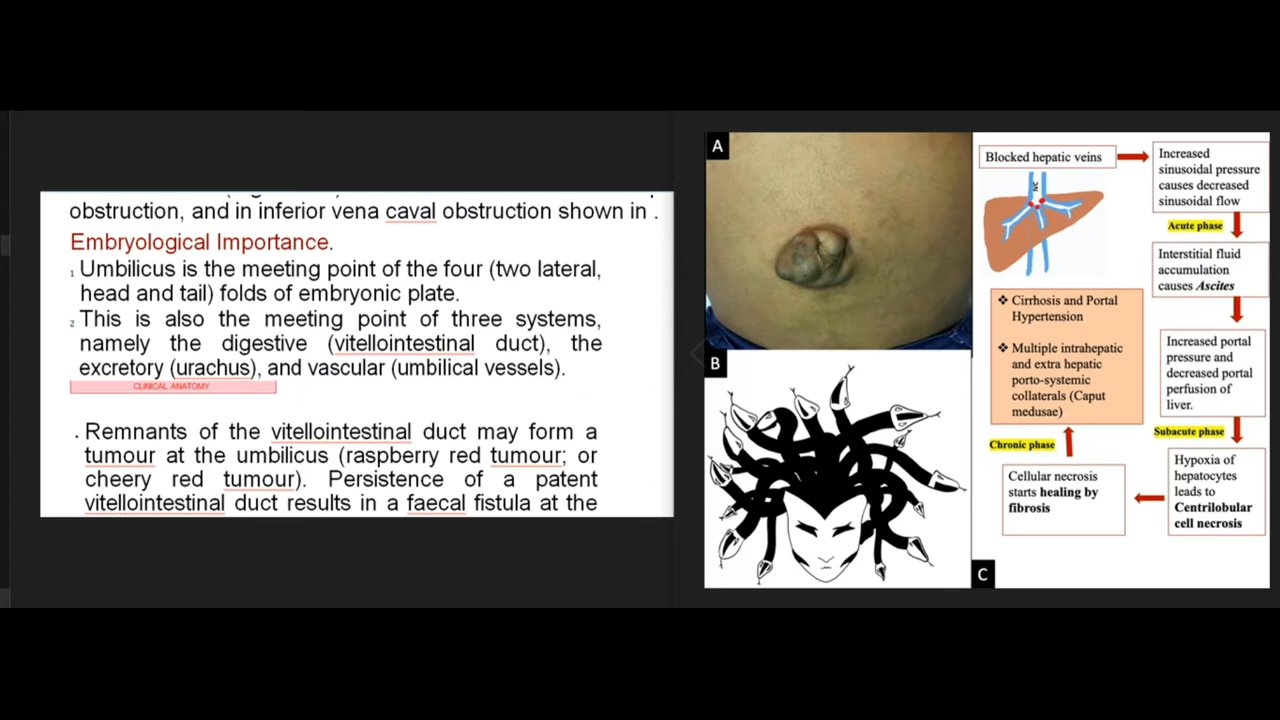 obstruction, and in inferior vena caval obstruction shown in .
Embryological Importance.
1 Umbilicus is the meeting point of the four (two lateral,
head and tail) folds of embryonic plate.
2 This is also the meeting point of three systems,
namely the digestive (vitellointestinal duct), the
excretory (urachus), and vascular (umbilical vessels).
CLINICAL ANATOMY
. Remnants of the vitellointestinal duct may form a
tumour at the umbilicus (raspberry red tumour; or
cheery red tumour). Persistence of a patent
vitellointestinal duct results in a faecal fistula at the
A
B
C
Blocked hepatic veins
IVC
Increased
sinusoidal pressure
causes decreased
sinusoidal flow
Acute phase
Interstitial fluid
accumulation
causes Ascites
Increased portal
pressure and
decreased portal
perfusion of
liver.
Subacute phase
Hypoxia of
hepatocytes
leads to
Centrilobular
cell necrosis
Cellular necrosis
starts healing by
fibrosis
Chronic phase
❖ Cirrhosis and Portal
Hypertension
❖ Multiple intrahepatic
and extra hepatic
porto-systemic
collaterals (Caput
medusae)